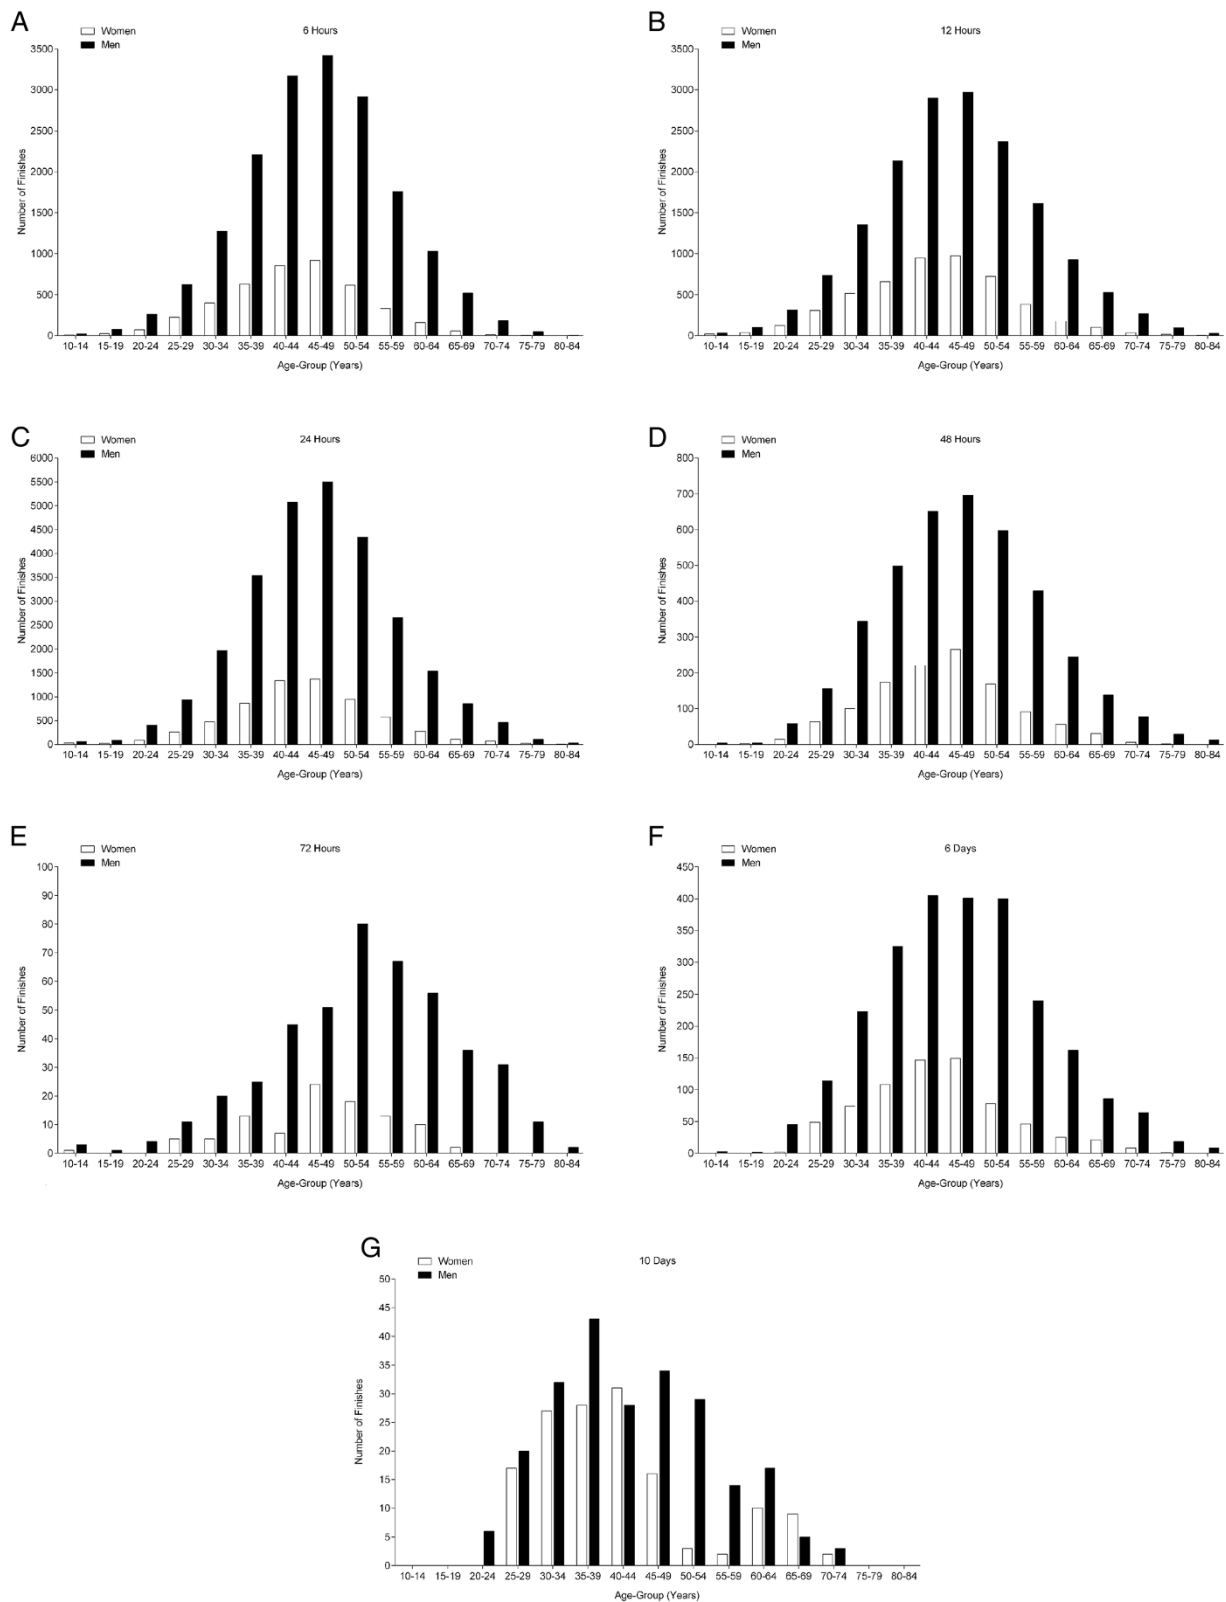 A
Women
Men
6 Hours
3500
3000
2500
2000
1500
1000
500
0
Number of Finishes
10-14 15-19 20-24 25-29 30-34 35-39 40-44 45-49 50-54 55-59 60-64 65-69 70-74 75-79 80-84
Age-Group (Years)
B
Women
Men
12 Hours
3500
3000
2500
2000
1500
1000
500
0
Number of Finishes
10-14 15-19 20-24 25-29 30-34 35-39 40-44 45-49 50-54 55-59 60-64 65-69 70-74 75-79 80-84
Age-Group (Years)
C
Women
Men
24 Hours
6000
5500
5000
4500
4000
3500
3000
2500
2000
1500
1000
500
0
Number of Finishes
10-14 15-19 20-24 25-29 30-34 35-39 40-44 45-49 50-54 55-59 60-64 65-69 70-74 75-79 80-84
Age-Group (Years)
D
Women
Men
48 Hours
800
700
600
500
400
300
200
100
0
Number of Finishes
10-14 15-19 20-24 25-29 30-34 35-39 40-44 45-49 50-54 55-59 60-64 65-69 70-74 75-79 80-84
Age-Group (Years)
E
Women
Men
72 Hours
100
90
80
70
60
50
40
30
20
10
0
Number of Finishes
10-14 15-19 20-24 25-29 30-34 35-39 40-44 45-49 50-54 55-59 60-64 65-69 70-74 75-79 80-84
Age-Group (Years)
F
Women
Men
6 Days
450
400
350
300
250
200
150
100
50
0
Number of Finishes
10-14 15-19 20-24 25-29 30-34 35-39 40-44 45-49 50-54 55-59 60-64 65-69 70-74 75-79 80-84
Age-Group (Years)
G
Women
Men
10 Days
50
45
40
35
30
25
20
15
10
5
0
Number of Finishes
10-14 15-19 20-24 25-29 30-34 35-39 40-44 45-49 50-54 55-59 60-64 65-69 70-74 75-79 80-84
Age-Group (Years)